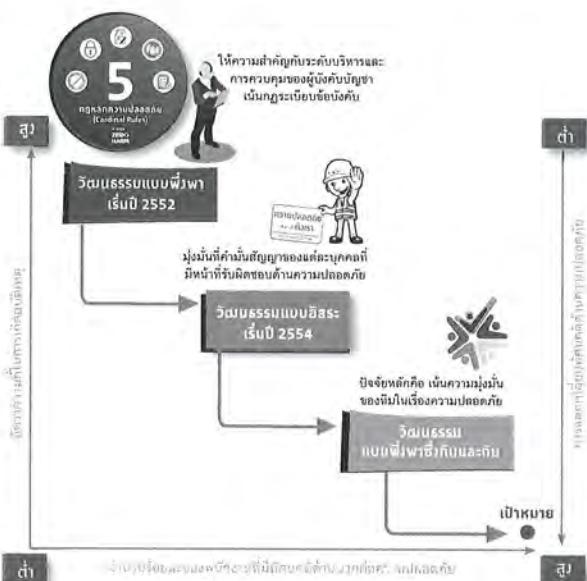 5
กฎหลักความปลอดภัย
(Cardinal Rules)
ZERO
HARM
ให้ความสำคัญกับระดับบริหารและ
การควบคุมของผู้บังคับบัญชา
เน้นกฎระเบียบข้อบังคับ
สูง
ต่ำ
วัฒนธรรมแบบพึ่งพา
เริ่มปี 2552
ความปลอดภัย
มุ่งมั่นที่คำมั่นสัญญาของแต่ละบุคคลที่
มีหน้าที่รับผิดชอบด้านความปลอดภัย
วัฒนธรรมแบบอิสระ
เริ่มปี 2554
ปัจจัยหลักคือ เน้นความมุ่งมั่น
ของทีมในเรื่องความปลอดภัย
วัฒนธรรม
แบบพึ่งพาซึ่งกันและกัน
เป้าหมาย
ต่ำ
สูง